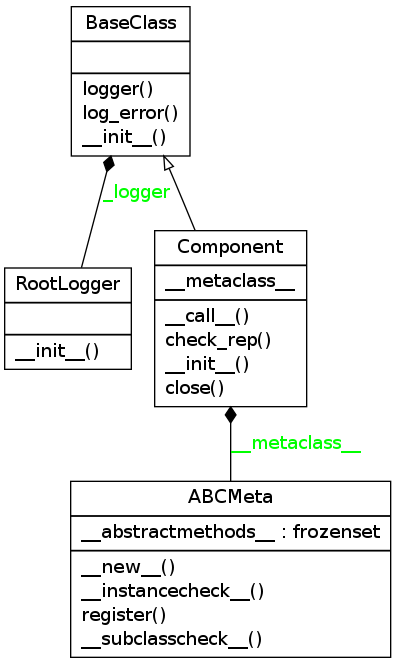 BaseClass
logger()
log_error()
__init__()
_logger
Component
__metaclass__
__call__()
check_rep()
__init__()
close()
RootLogger
__init__()
__metaclass__
ABCMeta
__abstractmethods__ : frozenset
__new__()
__instancecheck__()
register()
__subclasscheck__()